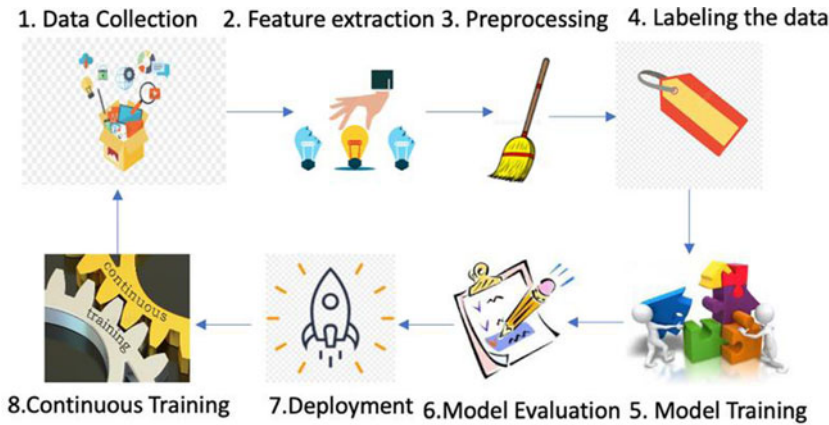 1. Data Collection
2. Feature extraction
3. Preprocessing
4. Labeling the data
continuous
training
8.Continuous Training
7.Deployment
6.Model Evaluation
5. Model Training